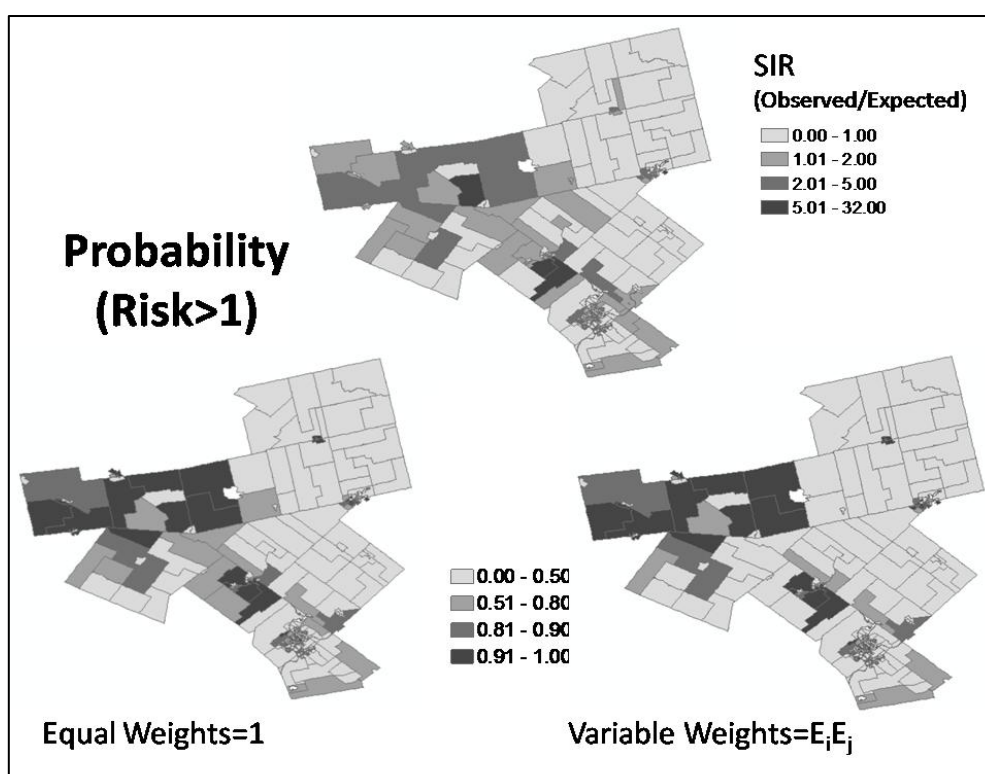 SIR
(Observed/Expected)
0.00 - 1.00
1.01 - 2.00
2.01 - 5.00
5.01 - 32.00
Probability
(Risk>1)
0.00 - 0.50
0.51 - 0.80
0.81 - 0.90
0.91 - 1.00
Equal Weights=1
Variable Weights=EᵢEⱼ